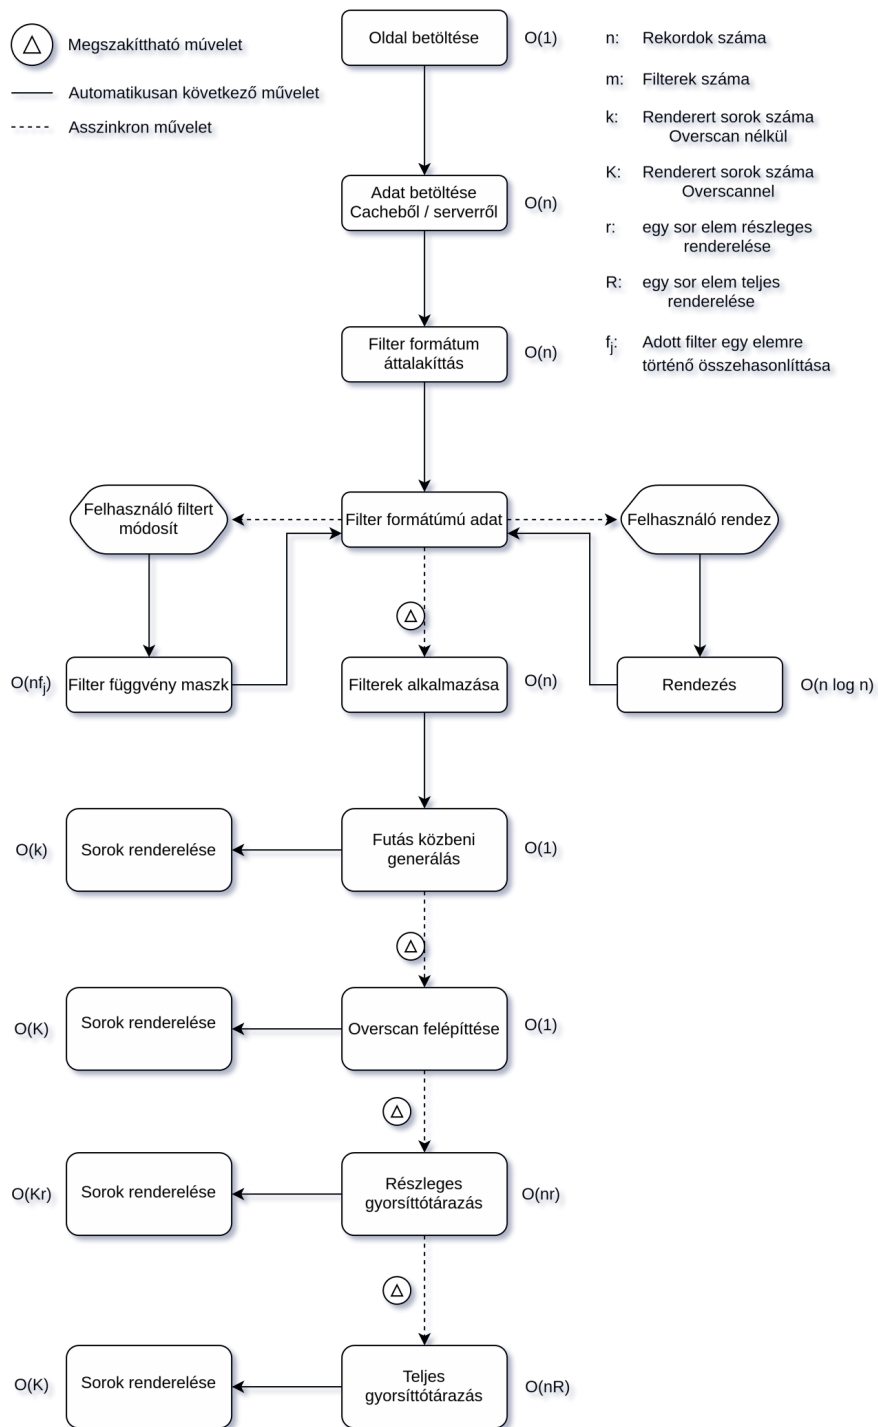 Megszakíttható múvelet
Automatikusan következő művelet
Asszinkron művelet
Oldal betöltése
O(1)
n: Rekordok száma
m: Filterek száma
k: Renderert sorok száma
Overscan nélkül
K: Renderert sorok száma
Overscannel
r: egy sor elem részleges
renderelése
R: egy sor elem teljes
renderelése
fj: Adott filter egy elemre
történő összehasonlíttása
Adat betöltése
Cacheből / serverről
O(n)
Filter formátum
áttalakíttás
O(n)
Felhasználó filtert
módosít
Filter formátúmú adat
Felhasználó rendez
O(nfj)
Filter függvény maszk
Filterek alkalmazása
O(n)
Rendezés
O(n log n)
O(k)
Sorok renderelése
Futás közbeni
generálás
O(1)
O(K)
Sorok renderelése
Overscan felépíttése
O(1)
O(Kr)
Sorok renderelése
Részleges
gyorsíttótárazás
O(nr)
O(K)
Sorok renderelése
Teljes
gyorsíttótárazás
O(nR)